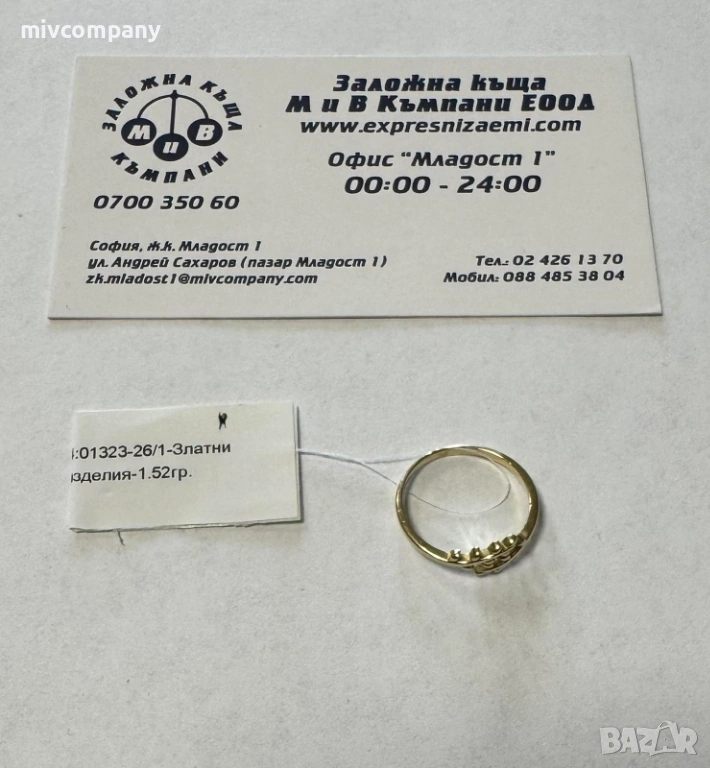 mivcompany
ЗАЛОЖНА КЪЩА
М и В
КЪМПАНИ
0700 350 60
Заложна къща
М и В Къмпани ЕООД
www.expresnizaemi.com
Офис "Младост 1"
00:00 - 24:00
София, ж.к. Младост 1
ул. Андрей Сахаров (пазар Младост 1)
zk.mladost1@mivcompany.com
Тел.: 02 426 13 70
Мобил: 088 485 38 04
:01323-26/1-Златни
зделия-1.52гр.
BAZAR